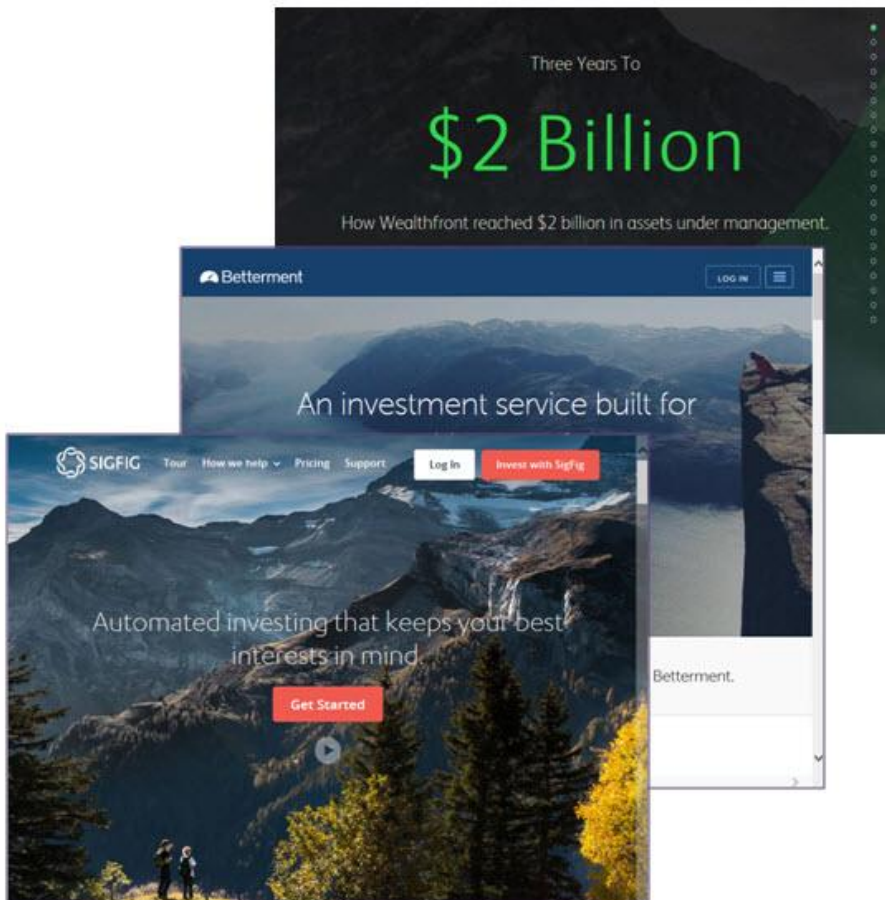 Three Years To
$2 Billion
How Wealthfront reached $2 billion in assets under management.
Betterment
LOG IN
An investment service built for
Betterment.
SIGFIG Tour How we help Pricing Support Log In Invest with SigFig
Automated investing that keeps your best
interests in mind.
Get Started